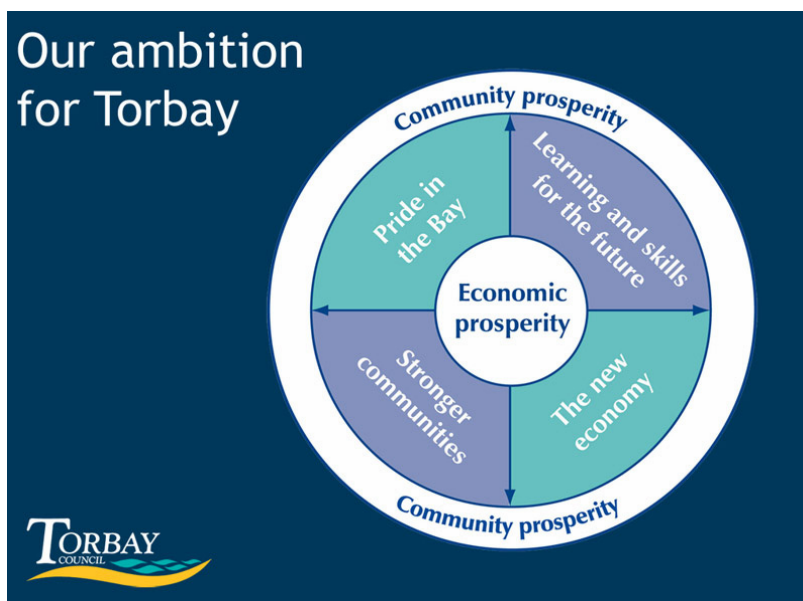 Our ambition
for Torbay
Community prosperity
Pride in
the Bay
Learning and skills
for the future
Economic
prosperity
Stronger
communities
The new
economy
Community prosperity
TORBAY
COUNCIL